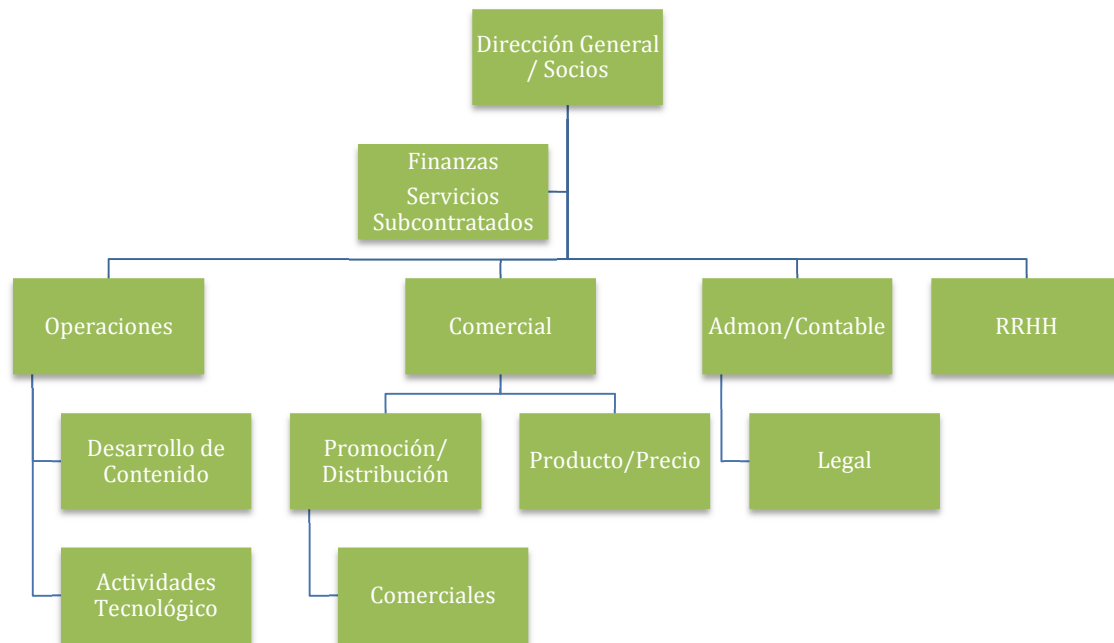 Dirección General
/ Socios
Finanzas
Servicios
Subcontratados
Operaciones
Comercial
Admon/Contable
RRHH
Desarrollo de
Contenido
Promoción/
Distribución
Producto/Precio
Legal
Actividades
Tecnológico
Comerciales